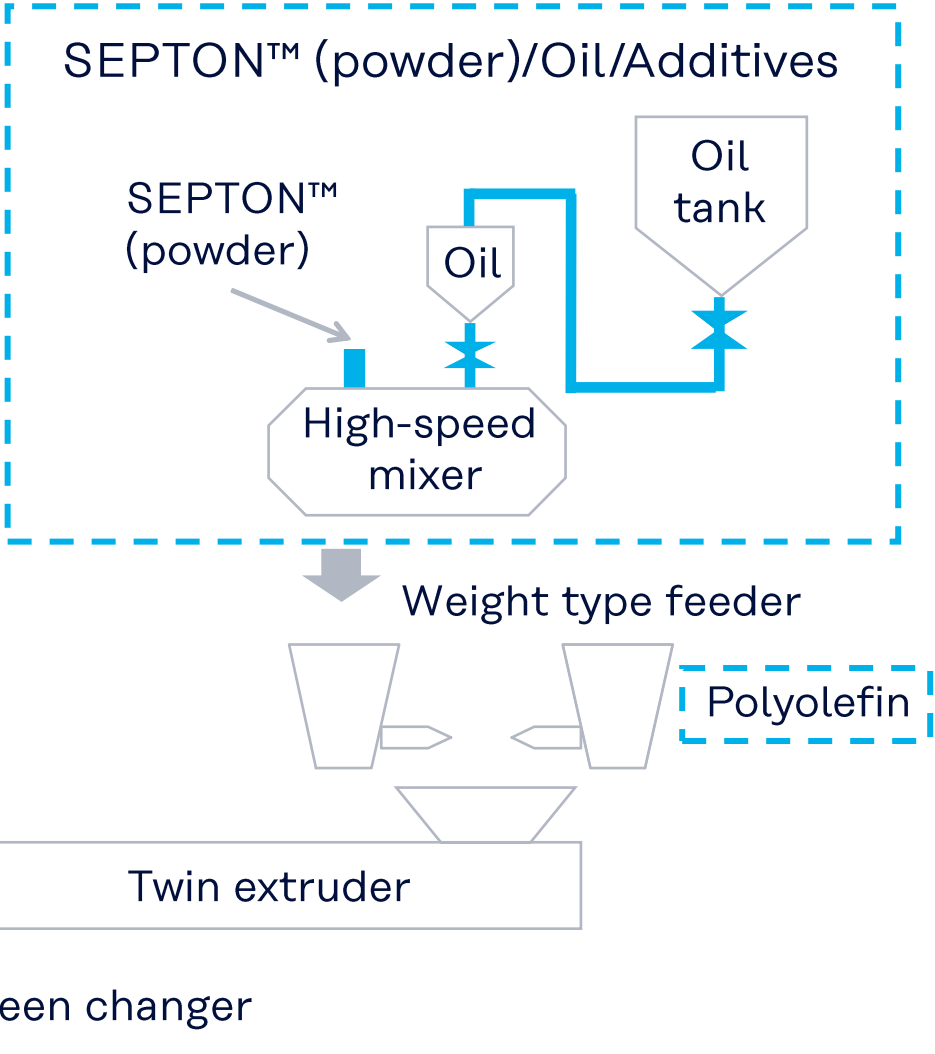 SEPTON™ (powder)/Oil/Additives
Oil
tank
SEPTON™
(powder)
Oil
High-speed
mixer
Weight type feeder
Polyolefin
Twin extruder
een changer